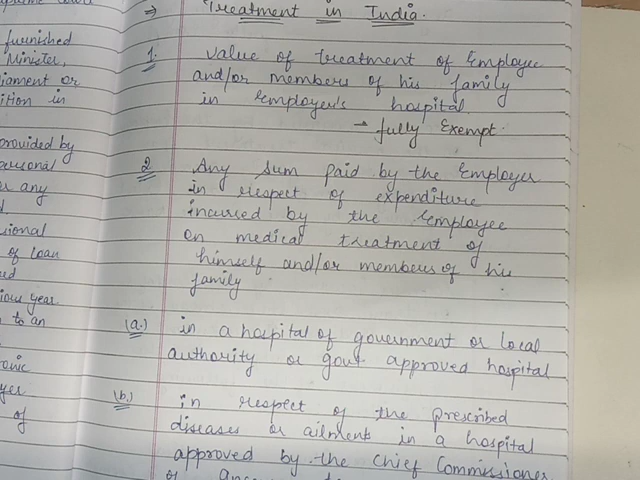 furnished
Minister,
or
ition in
provided by
any
of loan
ious year
to an
of
⇒ Treatment in India.
1. Value of treatment of Employee
and/or members of his family
in Employer's hospital.
→ fully Exempt.
2 Any sum paid by the Employer
in respect of expenditure
incurred by the Employee
on medical treatment of
himself and/or members of his
family
(a.) in a hospital of government or local
authority or govt approved hospital
(b.) in respect of the prescribed
diseases or ailments in a hospital
approved by the Chief Commissioner